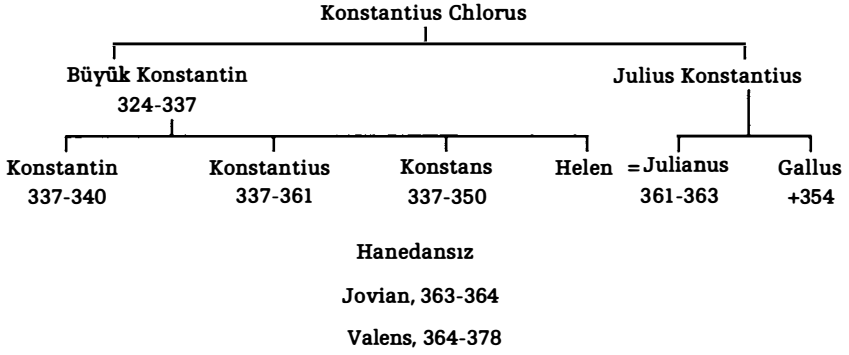 Konstantius Chlorus
Büyük Konstantin Julius Konstantius
324-337
Konstantin Konstantius Konstans Helen =Julianus Gallus
337-340 337-361 337-350 361-363 +354
Hanedansız
Jovian, 363-364
Valens, 364-378